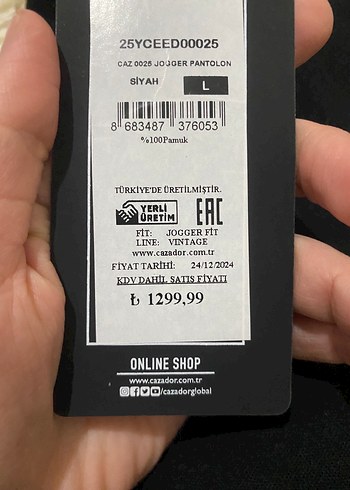 25YCEED00025
CAZ 0025 JOGGER PANTOLON
SİYAH L
8 683487 376053
%100Pamuk
TÜRKİYE'DE ÜRETİLMİŞTİR.
YERLİ
ÜRETİM
EAC
FİT: JOGGER FİT
LINE: VINTAGE
www.cazador.com.tr
FİYAT TARİHİ: 24/12/2024
KDV DAHİL SATIŞ FİYATI
₺ 1299,99
ONLINE SHOP
www.cazador.com.tr
/cazadorglobal